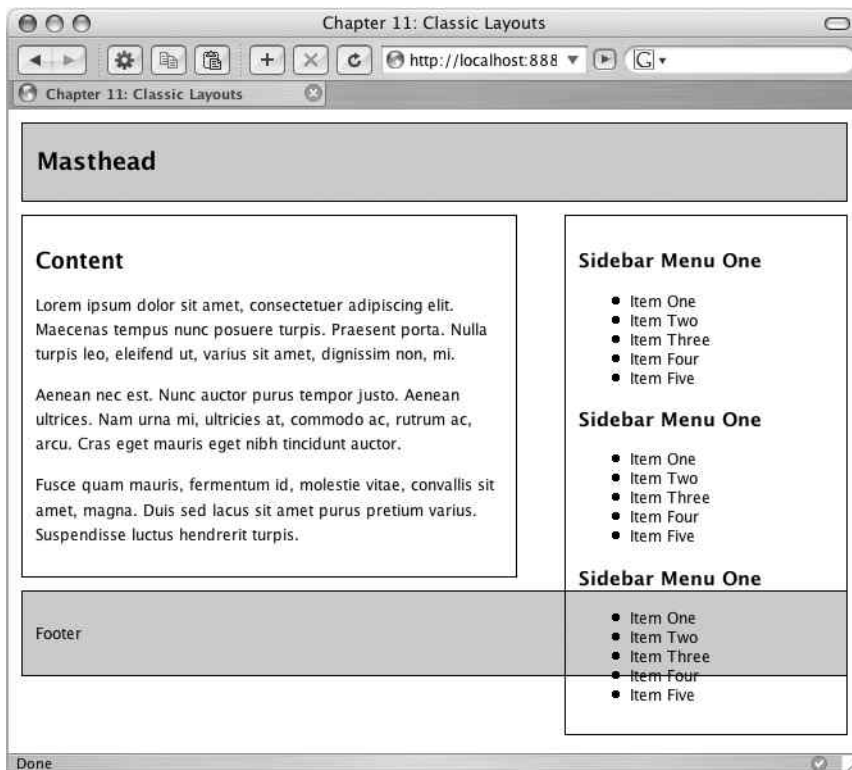 Chapter 11: Classic Layouts
http://localhost:888
G
Chapter 11: Classic Layouts
Masthead
Content
Lorem ipsum dolor sit amet, consectetuer adipiscing elit.
Maecenas tempus nunc posuere turpis. Praesent porta. Nulla
turpis leo, eleifend ut, varius sit amet, dignissim non, mi.
Aenean nec est. Nunc auctor purus tempor justo. Aenean
ultrices. Nam urna mi, ultricies at, commodo ac, rutrum ac,
arcu. Cras eget mauris eget nibh tincidunt auctor.
Fusce quam mauris, fermentum id, molestie vitae, convallis sit
amet, magna. Duis sed lacus sit amet purus pretium varius.
Suspendisse luctus hendrerit turpis.
Sidebar Menu One
Item One
Item Two
Item Three
Item Four
Item Five
Sidebar Menu One
Item One
Item Two
Item Three
Item Four
Item Five
Sidebar Menu One
Item One
Item Two
Item Three
Item Four
Item Five
Footer
Done